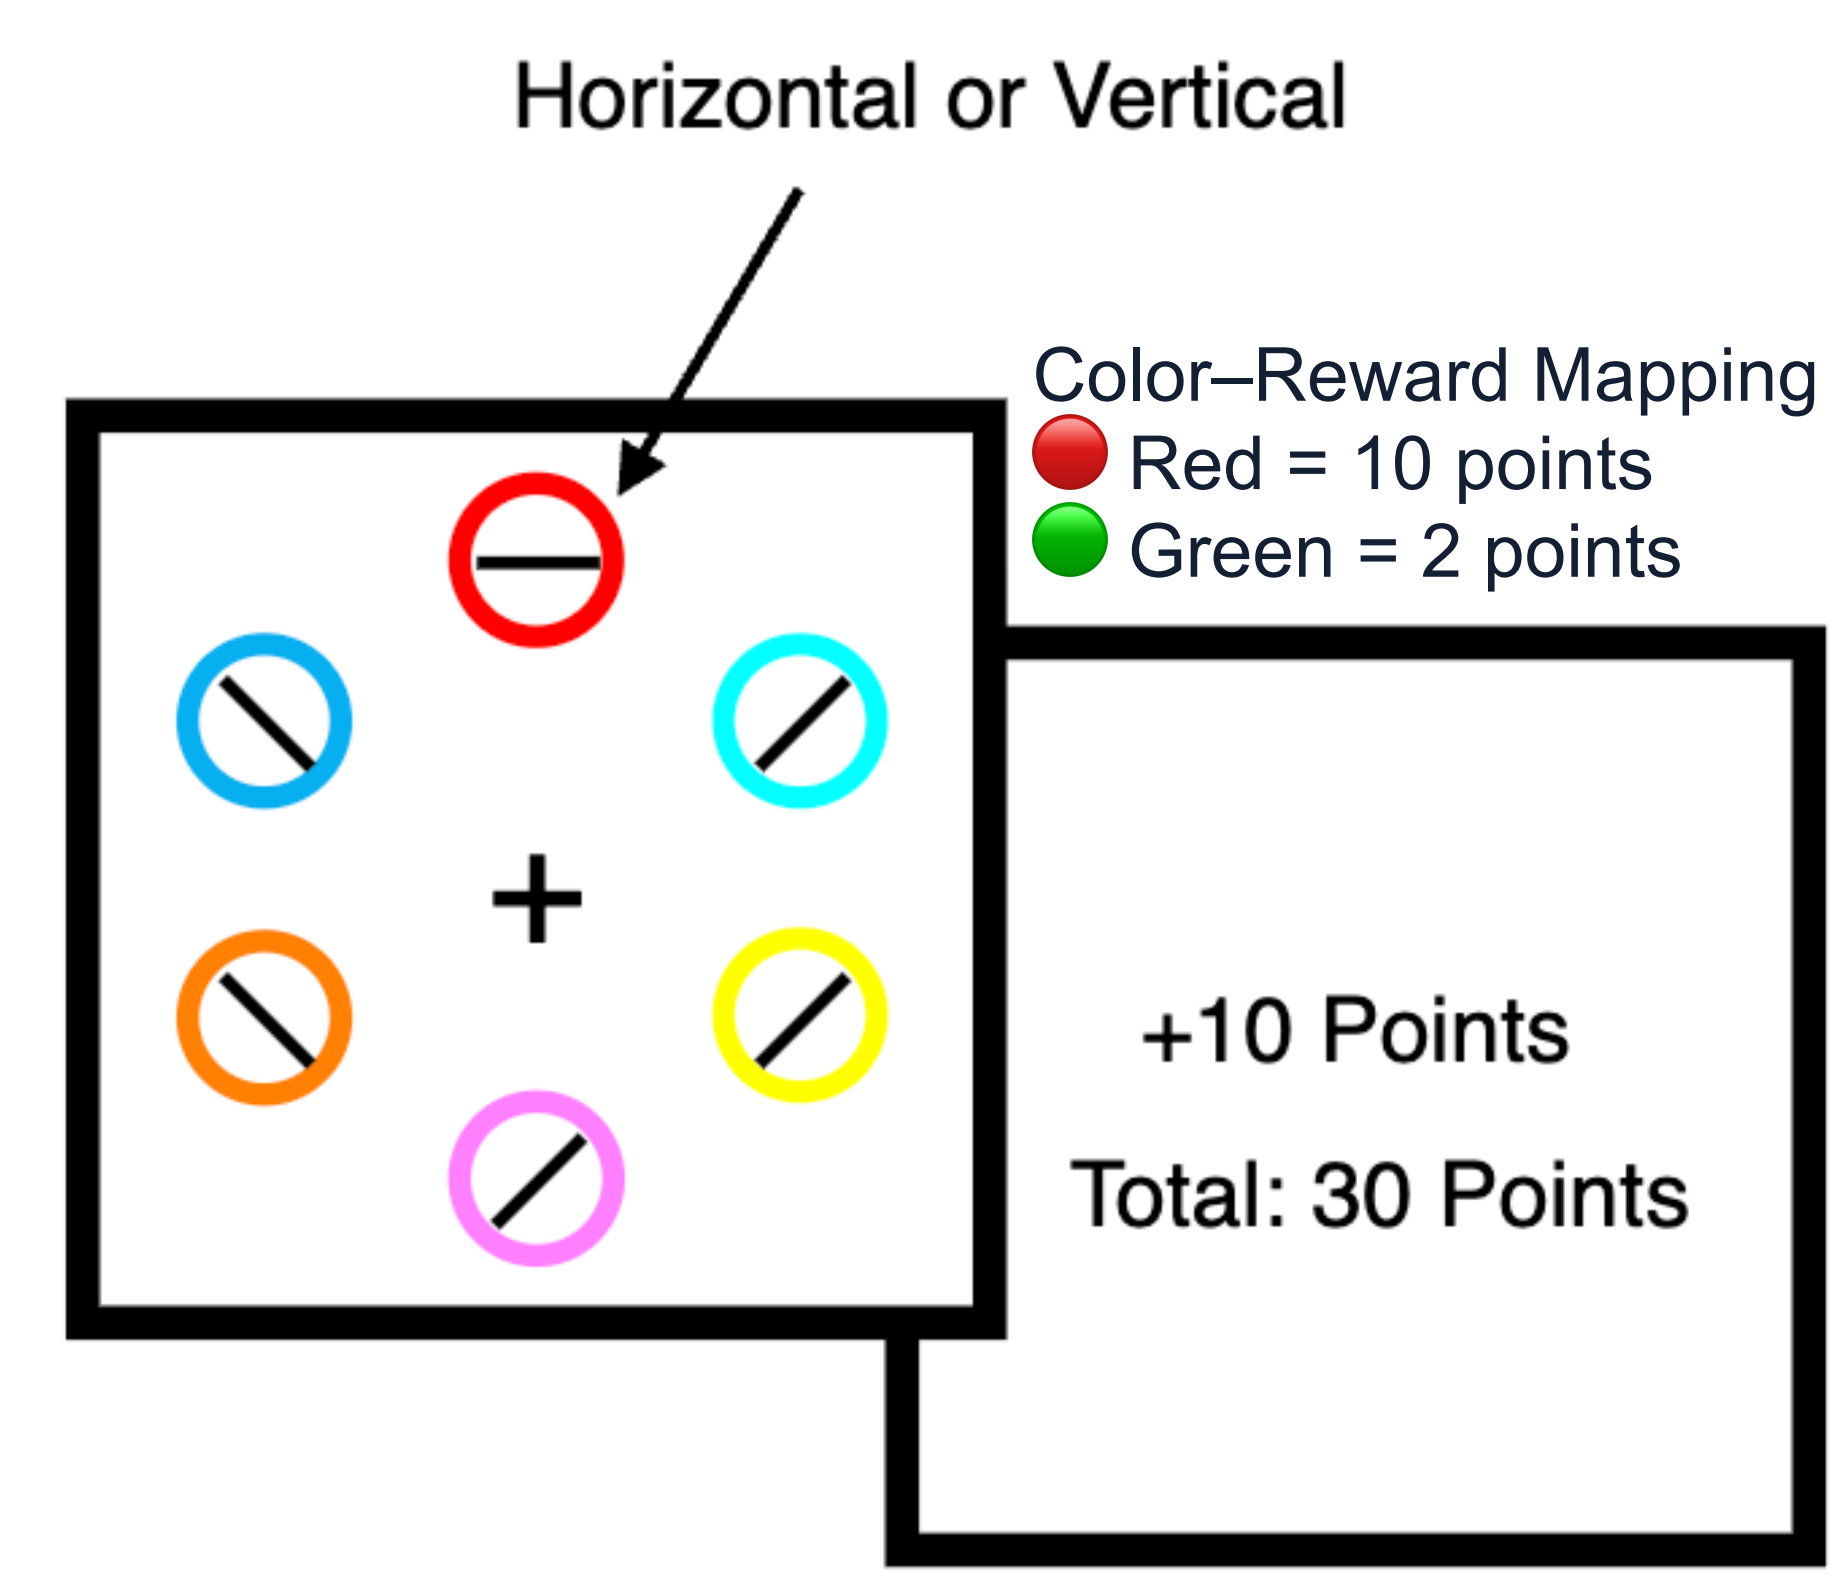 Horizontal or Vertical
Color–Reward Mapping
Red = 10 points
Green = 2 points
+10 Points
Total: 30 Points